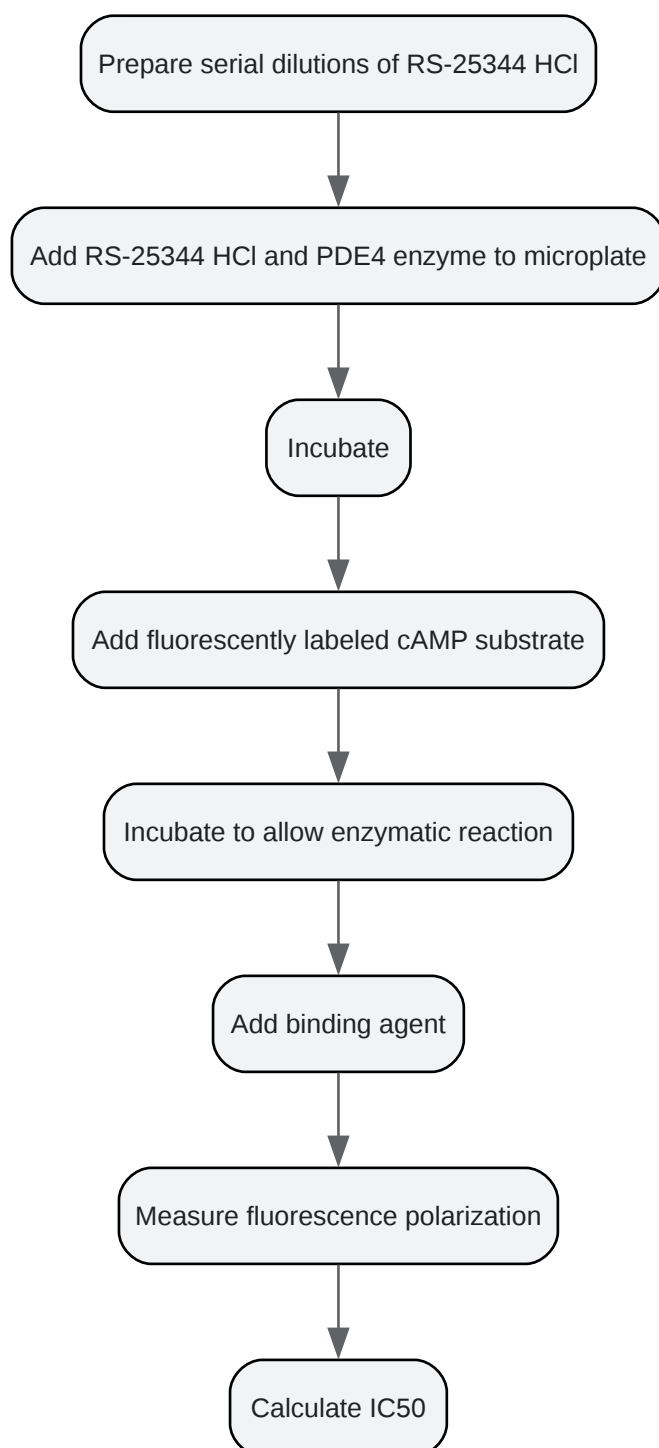 Prepare serial dilutions of RS-25344 HCl
Add RS-25344 HCl and PDE4 enzyme to microplate
Incubate
Add fluorescently labeled cAMP substrate
Incubate to allow enzymatic reaction
Add binding agent
Measure fluorescence polarization
Calculate IC50